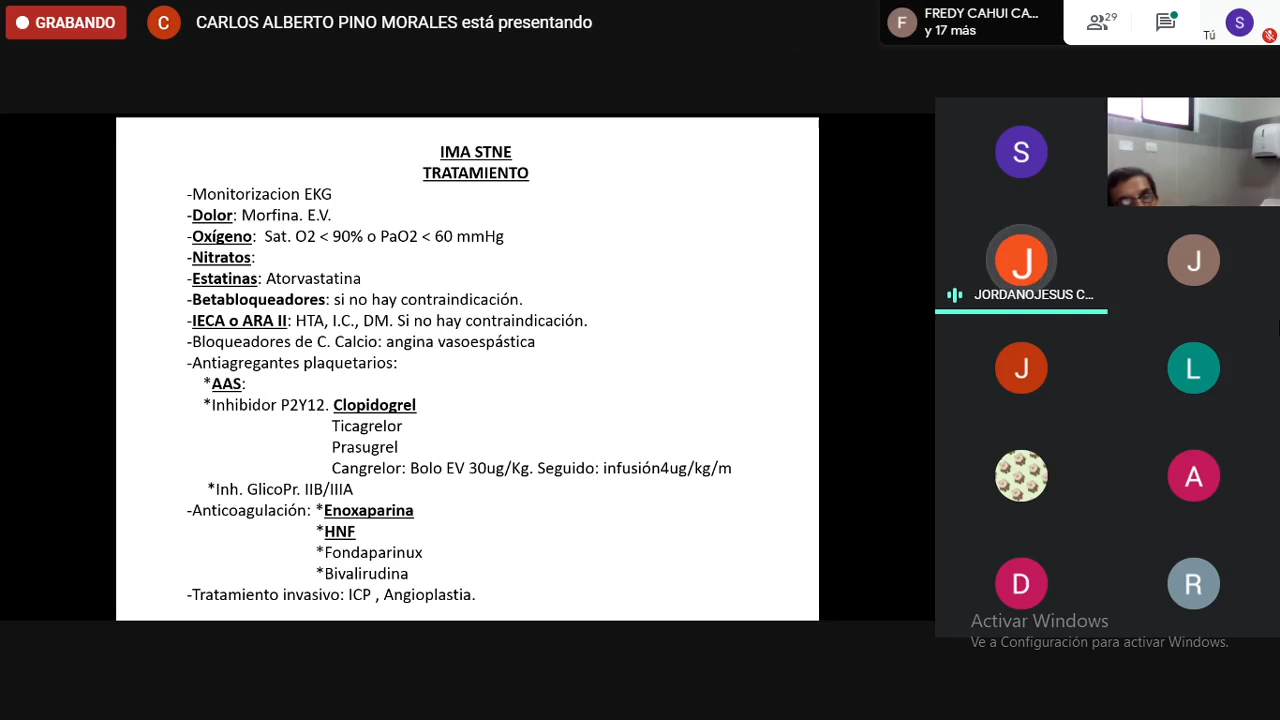 GRABANDO
C
CARLOS ALBERTO PINO MORALES está presentando
F
FREDY CAHUI CA...
y 17 más
29
S
Tú
IMA STNE
TRATAMIENTO
-Monitorizacion EKG
-Dolor: Morfina. E.V.
-Oxígeno: Sat. O2 < 90% o PaO2 < 60 mmHg
-Nitratos:
-Estatinas: Atorvastatina
-Betabloqueadores: si no hay contraindicación.
-IECA o ARA II: HTA, I.C., DM. Si no hay contraindicación.
-Bloqueadores de C. Calcio: angina vasoespástica
-Antiagregantes plaquetarios:
*AAS:
*Inhibidor P2Y12. Clopidogrel
Ticagrelor
Prasugrel
Cangrelor: Bolo EV 30ug/Kg. Seguido: infusión4ug/kg/m
*Inh. GlicoPr. IIB/IIIA
-Anticoagulación: *Enoxaparina
*HNF
*Fondaparinux
*Bivalirudina
-Tratamiento invasivo: ICP , Angioplastia.
S
J
JORDANOJESUS C...
J
J
L
A
D
R
Activar Windows
Ve a Configuración para activar Windows.